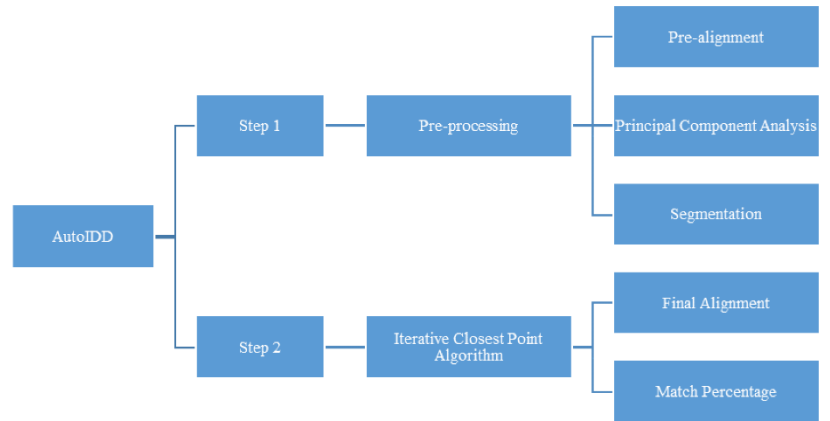 AutoIDD
Step 1
Pre-processing
Pre-alignment
Principal Component Analysis
Segmentation
Step 2
Iterative Closest Point
Algorithm
Final Alignment
Match Percentage